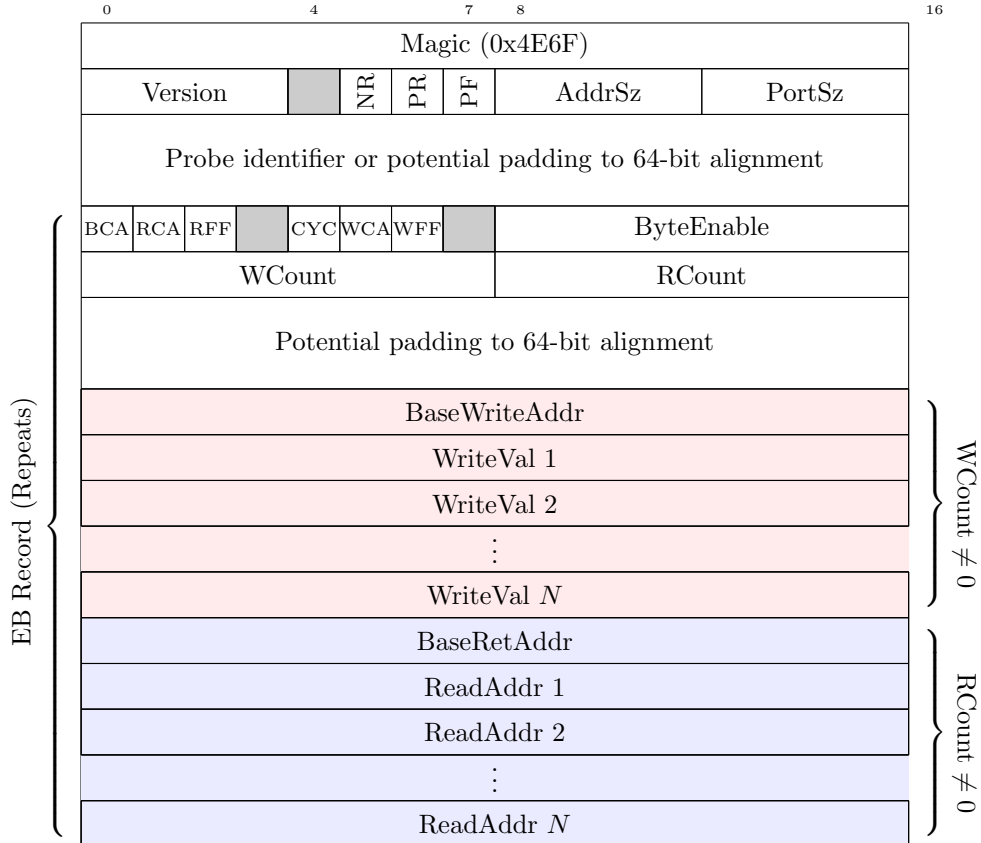 0 4 7 8 16
Magic (0x4E6F)
Version NR PR PF AddrSz PortSz
Probe identifier or potential padding to 64-bit alignment
BCA RCA RFF CYC WCA WFF ByteEnable
WCount RCount
Potential padding to 64-bit alignment
BaseWriteAddr
WriteVal 1
WriteVal 2
⋮
WriteVal N
BaseRetAddr
ReadAddr 1
ReadAddr 2
⋮
ReadAddr N
EB Record (Repeats)
WCount ≠ 0
RCount ≠ 0